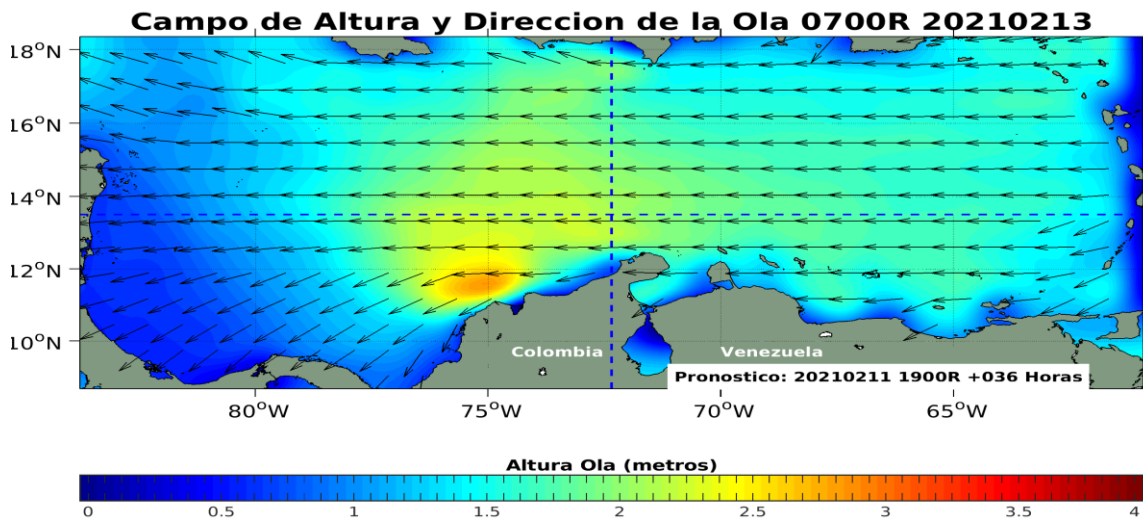 Campo de Altura y Direccion de la Ola 0700R 20210213
18°N
16°N
14°N
12°N
10°N
Colombia
Venezuela
Pronostico: 20210211 1900R +036 Horas
80°W
75°W
70°W
65°W
Altura Ola (metros)
0 0.5 1 1.5 2 2.5 3 3.5 4